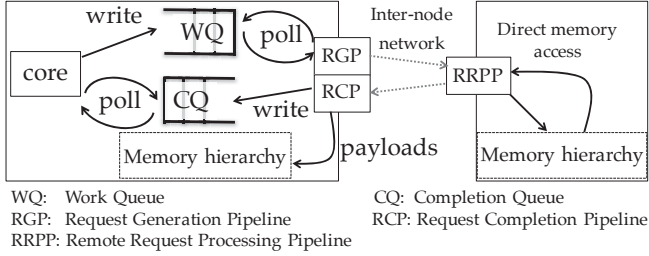 write
WQ
poll
Inter-node
network
Direct memory
access
core
RGP
RRPP
poll
CQ
RCP
write
Memory hierarchy
payloads
Memory hierarchy
WQ: Work Queue
CQ: Completion Queue
RGP: Request Generation Pipeline
RCP: Request Completion Pipeline
RRPP: Remote Request Processing Pipeline